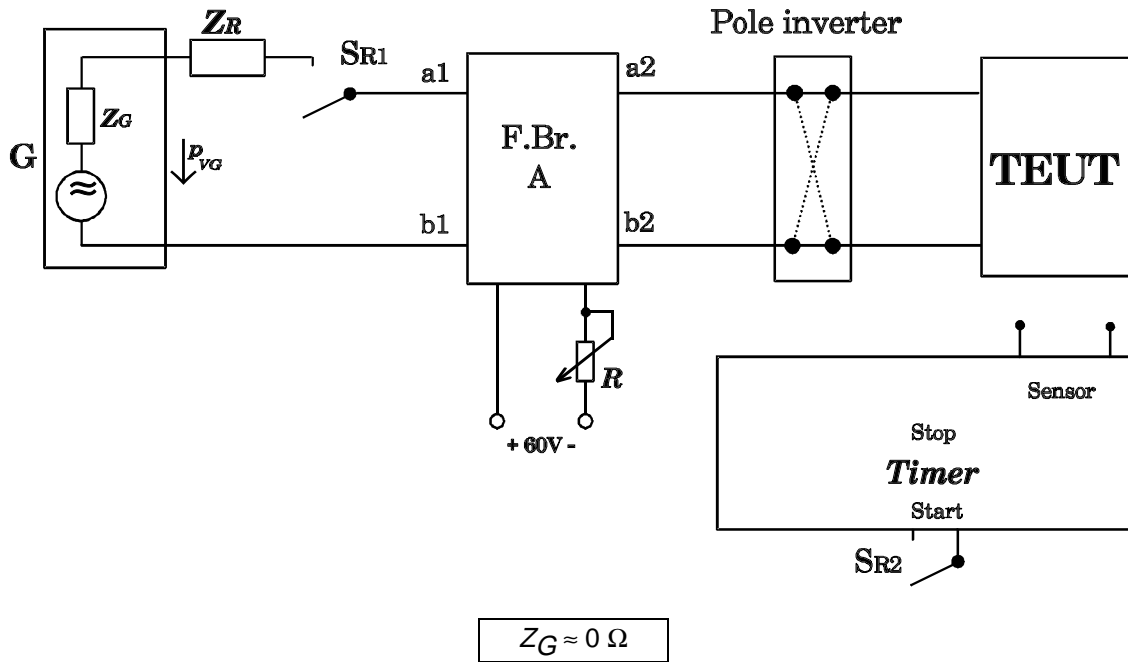 Pole inverter
ZR
SR1
a1
a2
ZG
G
pVG
F.Br.
A
TEUT
b1
b2
R
+ 60V -
Sensor
Stop
Timer
Start
SR2
ZG ≈ 0 Ω